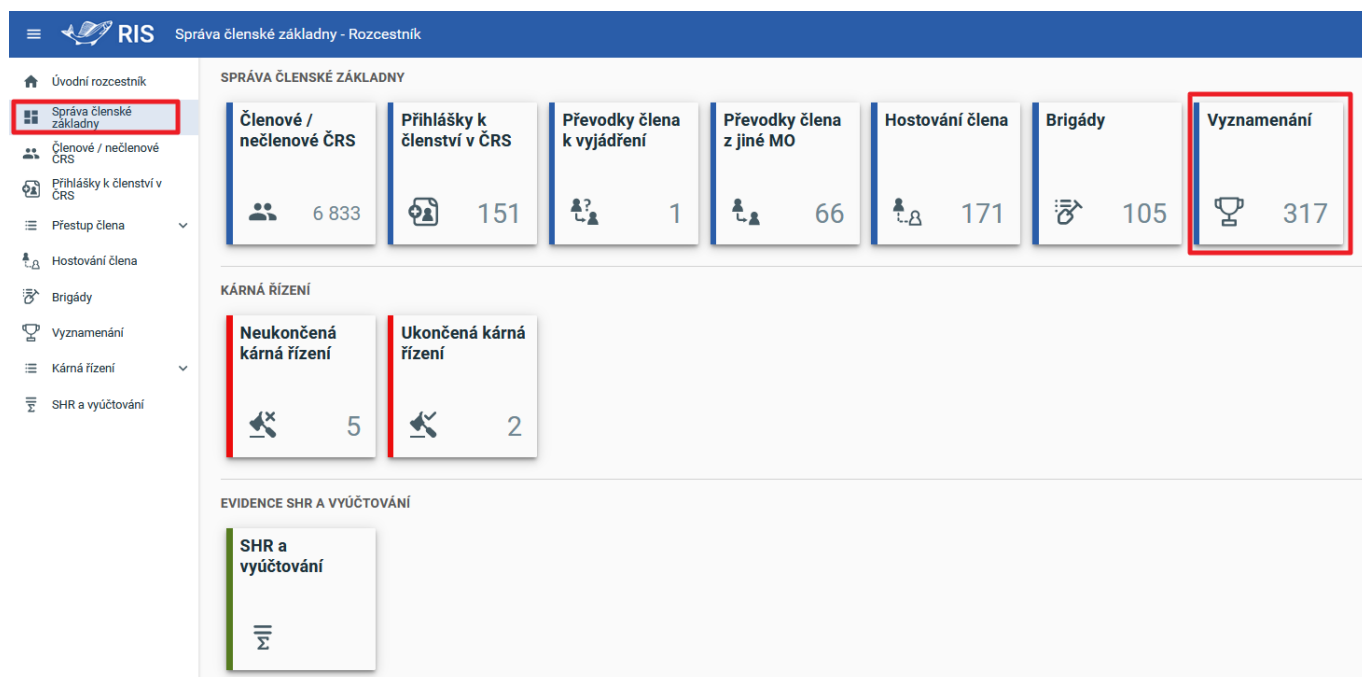 RIS Správa členské základny - Rozcestník
Úvodní rozcestník
Správa členské
základny
Členové / nečlenové
ČRS
Přihlášky k členství v
ČRS
Přestup člena
Hostování člena
Brigády
Vyznamenání
Kárná řízení
SHR a vyúčtování
SPRÁVA ČLENSKÉ ZÁKLADNY
Členové /
nečlenové ČRS
6 833
Přihlášky k
členství v ČRS
151
Převodky člena
k vyjádření
1
Převodky člena
z jiné MO
66
Hostování člena
171
Brigády
105
Vyznamenání
317
KÁRNÁ ŘÍZENÍ
Neukončená
kárná řízení
5
Ukončená kárná
řízení
2
EVIDENCE SHR A VYÚČTOVÁNÍ
SHR a
vyúčtování